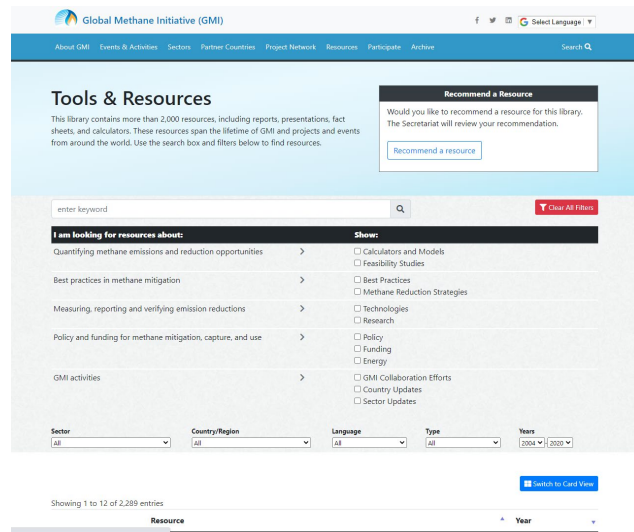 Global Methane Initiative (GMI)
Select Language ▼
About GMI Events & Activities Sectors Partner Countries Project Network Resources Participate Archive Search
Tools & Resources
This library contains more than 2,000 resources, including reports, presentations, fact
sheets, and calculators. These resources span the lifetime of GMI and projects and events
from around the world. Use the search box and filters below to find resources.
Recommend a Resource
Would you like to recommend a resource for this library.
The Secretariat will review your recommendation.
Recommend a resource
enter keyword
Clear All Filters
I am looking for resources about: Show:
Quantifying methane emissions and reduction opportunities Calculators and Models
Feasibility Studies
Best practices in methane mitigation Best Practices
Methane Reduction Strategies
Measuring, reporting and verifying emission reductions Technologies
Research
Policy and funding for methane mitigation, capture, and use Policy
Funding
Energy
GMI activities GMI Collaboration Efforts
Country Updates
Sector Updates
Sector Country/Region Language Type Years
All All All All 2004 - 2020
Switch to Card View
Showing 1 to 12 of 2,289 entries
Resource Year